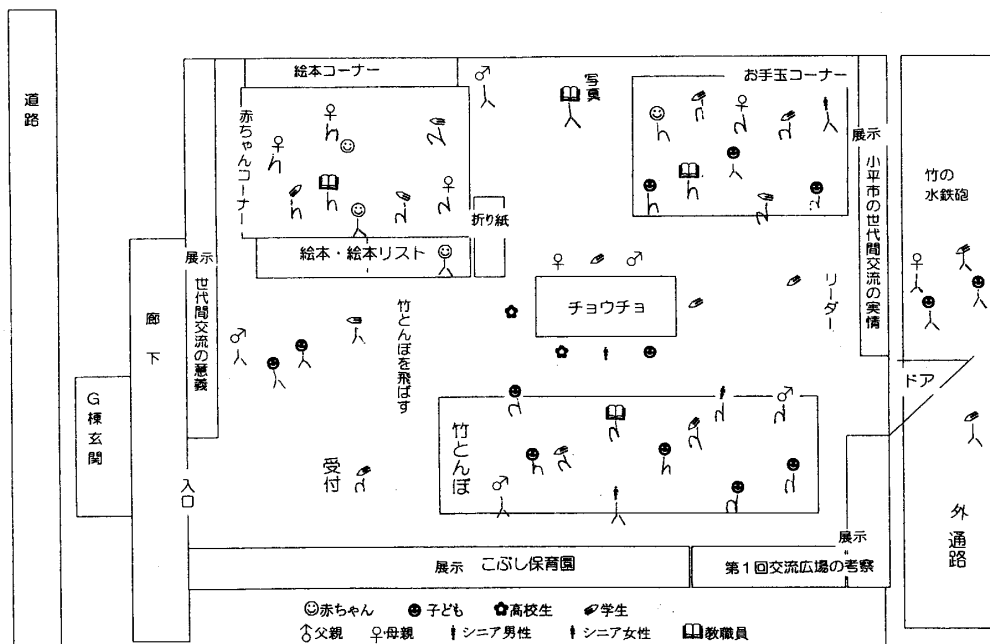 道路
廊下
G棟玄関
入口
展示 世代間交流の意義
絵本コーナー
赤ちゃんコーナー
絵本・絵本リスト
折り紙
写真
お手玉コーナー
展示 小平市の世代間交流の実情
竹の
水鉄砲
チョウチョ
リーダー
竹とんぼを飛ばす
受付
竹とんぼ
ドア
外通路
展示
展示 こぶし保育園
第1回交流広場の考察
赤ちゃん 子ども 高校生 学生
父親 母親 シニア男性 シニア女性 教職員